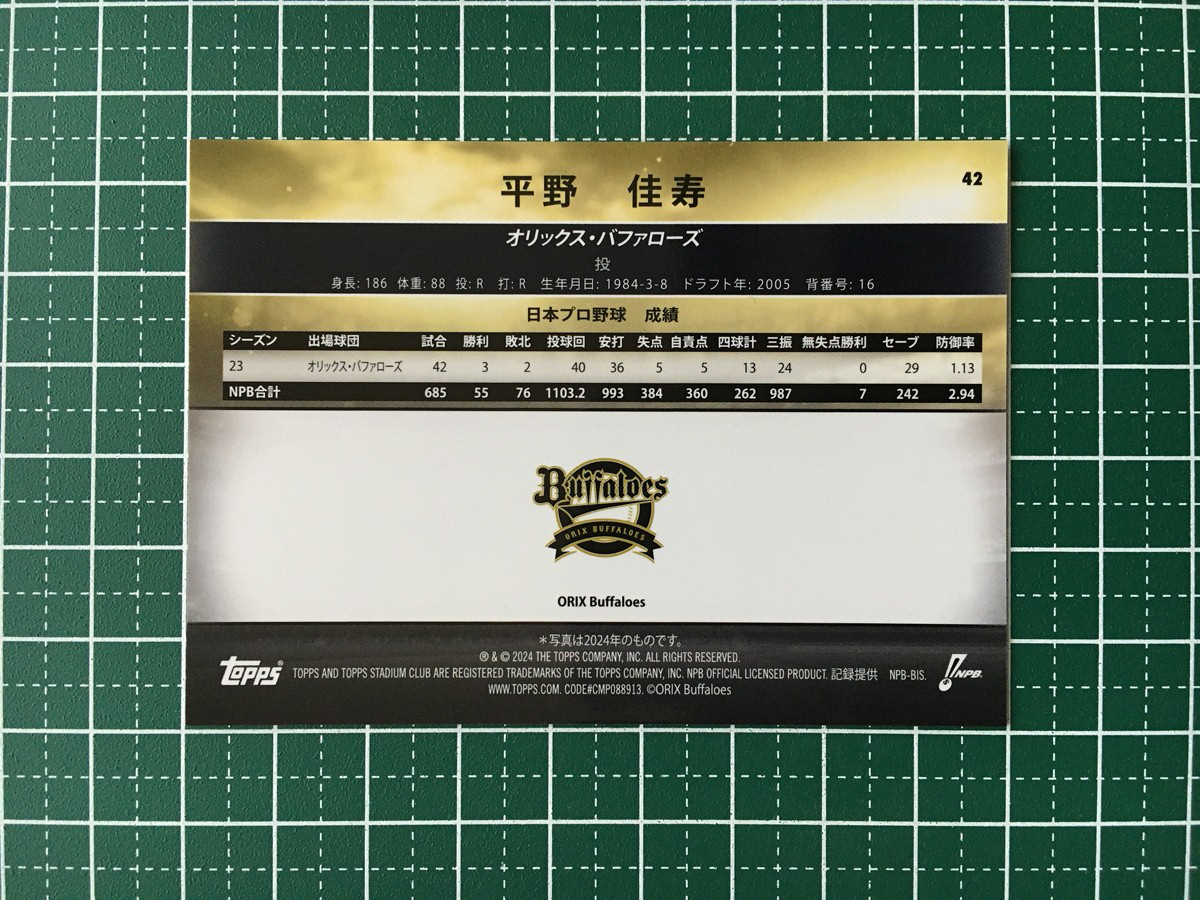 42
平野 佳寿
オリックス・バファローズ
投
身長: 186 体重: 88 投: R 打: R 生年月日: 1984-3-8 ドラフト年: 2005 背番号: 16
日本プロ野球 成績
シーズン 出場球団 試合 勝利 敗北 投球回 安打 失点 自責点 四球計 三振 無失点勝利 セーブ 防御率
23 オリックス・バファローズ 42 3 2 40 36 5 5 13 24 0 29 1.13
NPB合計 685 55 76 1103.2 993 384 360 262 987 7 242 2.94
Buffaloes
ORIX BUFFALOES
ORIX Buffaloes
＊写真は2024年のものです。
® & © 2024 THE TOPPS COMPANY, INC. ALL RIGHTS RESERVED.
Topps® TOPPS AND TOPPS STADIUM CLUB ARE REGISTERED TRADEMARKS OF THE TOPPS COMPANY, INC. NPB OFFICIAL LICENSED PRODUCT. 記録提供 NPB-BIS. NPB
WWW.TOPPS.COM. CODE#CMP088913. ©ORIX Buffaloes